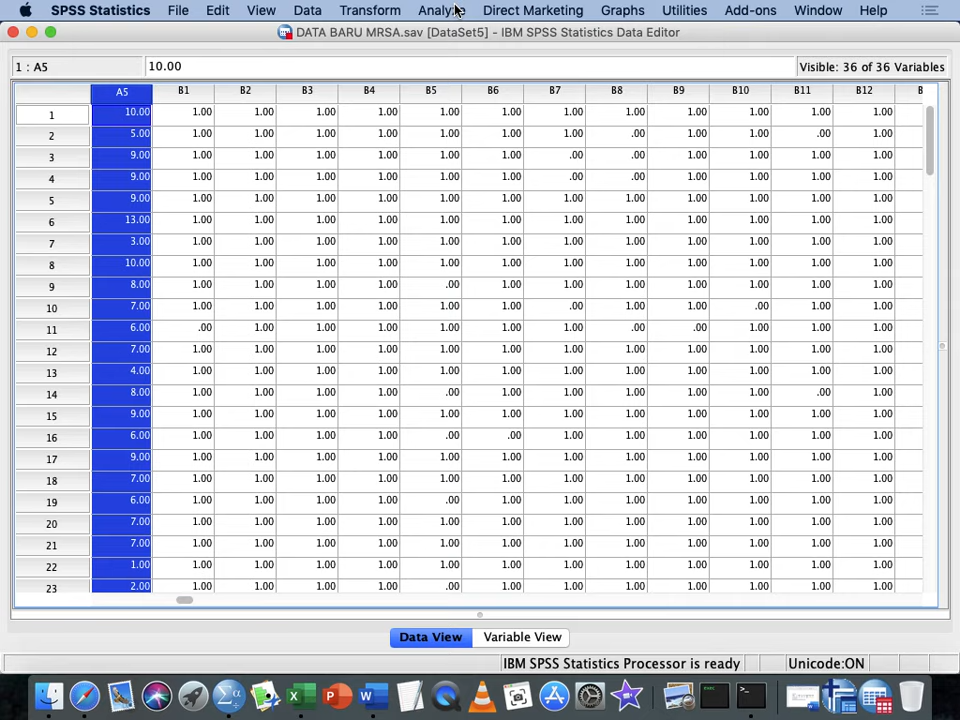 SPSS Statistics File Edit View Data Transform Analyze Direct Marketing Graphs Utilities Add-ons Window Help
DATA BARU MRSA.sav [DataSet5] - IBM SPSS Statistics Data Editor
1 : A5 10.00 Visible: 36 of 36 Variables
A5 B1 B2 B3 B4 B5 B6 B7 B8 B9 B10 B11 B12 B
1 10.00 1.00 1.00 1.00 1.00 1.00 1.00 1.00 1.00 1.00 1.00 1.00 1.00
2 5.00 1.00 1.00 1.00 1.00 1.00 1.00 1.00 .00 1.00 1.00 .00 1.00
3 9.00 1.00 1.00 1.00 1.00 1.00 1.00 .00 .00 1.00 1.00 1.00 1.00
4 9.00 1.00 1.00 1.00 1.00 1.00 1.00 .00 .00 1.00 1.00 1.00 1.00
5 9.00 1.00 1.00 1.00 1.00 1.00 1.00 1.00 1.00 1.00 1.00 1.00 1.00
6 13.00 1.00 1.00 1.00 1.00 1.00 1.00 1.00 1.00 1.00 1.00 1.00 1.00
7 3.00 1.00 1.00 1.00 1.00 1.00 1.00 1.00 1.00 1.00 1.00 1.00 1.00
8 10.00 1.00 1.00 1.00 1.00 1.00 1.00 1.00 1.00 1.00 1.00 1.00 1.00
9 8.00 1.00 1.00 1.00 1.00 .00 1.00 1.00 1.00 1.00 1.00 1.00 1.00
10 7.00 1.00 1.00 1.00 1.00 1.00 1.00 .00 1.00 1.00 .00 1.00 1.00
11 6.00 .00 1.00 1.00 1.00 1.00 1.00 1.00 .00 .00 1.00 1.00 1.00
12 7.00 1.00 1.00 1.00 1.00 1.00 1.00 1.00 1.00 1.00 1.00 1.00 1.00
13 4.00 1.00 1.00 1.00 1.00 1.00 1.00 1.00 1.00 1.00 1.00 1.00 1.00
14 8.00 1.00 1.00 1.00 1.00 .00 1.00 1.00 1.00 1.00 1.00 .00 1.00
15 9.00 1.00 1.00 1.00 1.00 1.00 1.00 1.00 1.00 1.00 1.00 1.00 1.00
16 6.00 1.00 1.00 1.00 1.00 .00 .00 1.00 1.00 1.00 1.00 1.00 1.00
17 9.00 1.00 1.00 1.00 1.00 1.00 1.00 1.00 1.00 1.00 1.00 1.00 1.00
18 7.00 1.00 1.00 1.00 1.00 1.00 1.00 1.00 1.00 1.00 1.00 1.00 1.00
19 6.00 1.00 1.00 1.00 1.00 .00 1.00 1.00 1.00 1.00 1.00 1.00 1.00
20 7.00 1.00 1.00 1.00 1.00 1.00 1.00 1.00 1.00 1.00 1.00 1.00 1.00
21 7.00 1.00 1.00 1.00 1.00 1.00 1.00 1.00 1.00 1.00 1.00 1.00 1.00
22 1.00 1.00 1.00 1.00 1.00 1.00 1.00 1.00 1.00 1.00 1.00 1.00 1.00
23 2.00 1.00 1.00 1.00 1.00 .00 1.00 1.00 1.00 1.00 1.00 1.00 1.00
Data View Variable View
IBM SPSS Statistics Processor is ready Unicode:ON